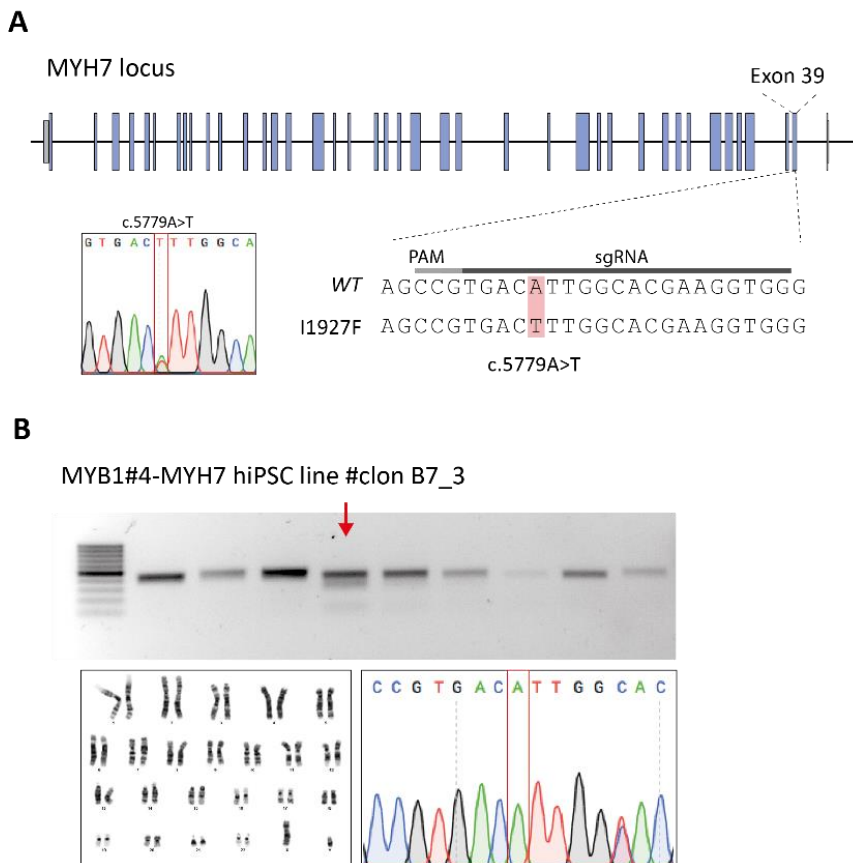 A
MYH7 locus
Exon 39
c.5779A>T
G T G A C T T T G G C A
PAM
sgRNA
WT
AGCCGTGACATTGGCACGAAGGTGGG
I1927F
AGCCGTGACTTTGGCACGAAGGTGGG
c.5779A>T
B
MYB1#4-MYH7 hiPSC line #clon B7_3
C C G T G A C A T T G G C A C